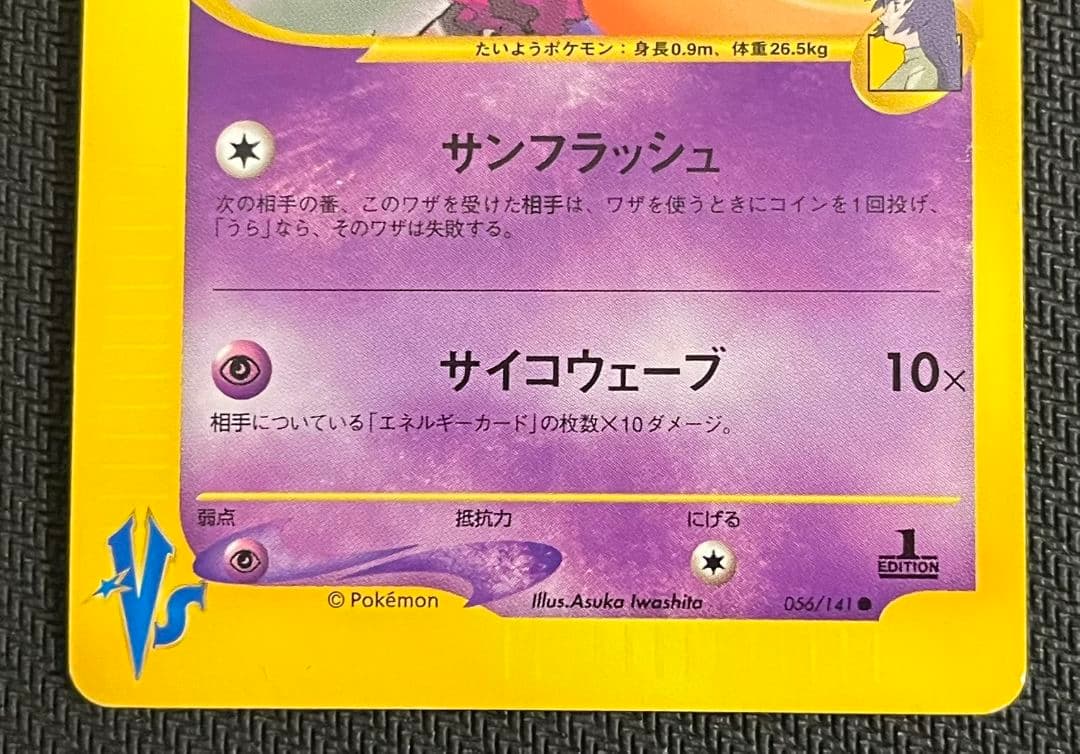 たいようポケモン：身長0.9m、体重26.5kg
サンフラッシュ
次の相手の番、このワザを受けた相手は、ワザを使うときにコインを1回投げ、
「うら」なら、そのワザは失敗する。
サイコウェーブ 10×
相手についている「エネルギーカード」の枚数×10ダメージ。
弱点 抵抗力 にげる
1
EDITION
VS
© Pokémon Illus.Asuka Iwashita 056/141●